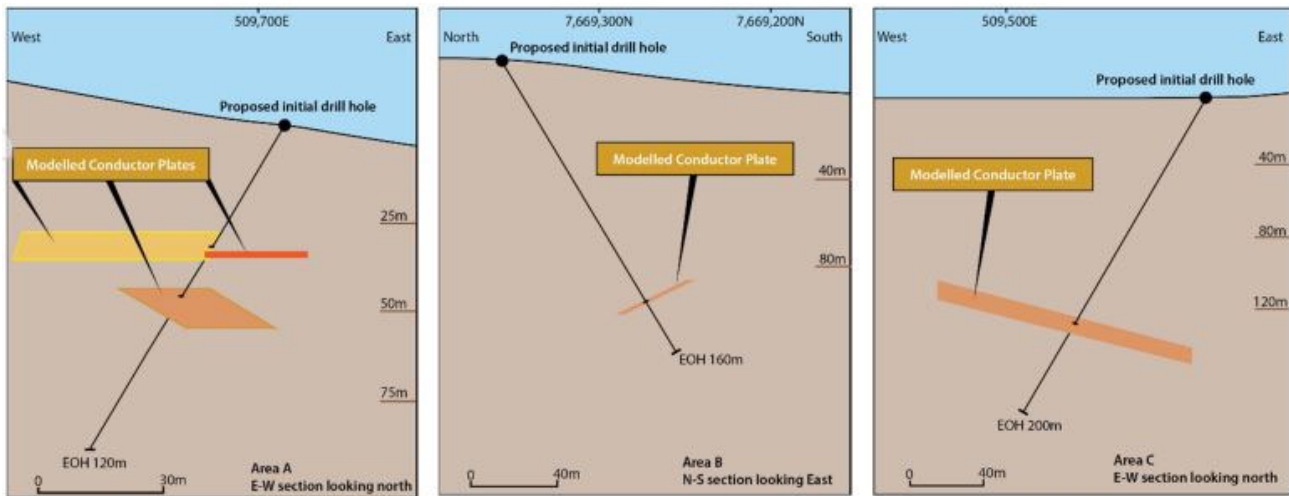 509,700E
West
East
Proposed initial drill hole
Modelled Conductor Plates
25m
50m
75m
EOH 120m
0
30m
Area A
E-W section looking north
7,669,300N
7,669,200N
North
South
Proposed initial drill hole
Modelled Conductor Plate
40m
80m
EOH 160m
0
40m
Area B
N-S section looking East
509,500E
West
East
Proposed initial drill hole
Modelled Conductor Plate
40m
80m
120m
EOH 200m
0
40m
Area C
E-W section looking north